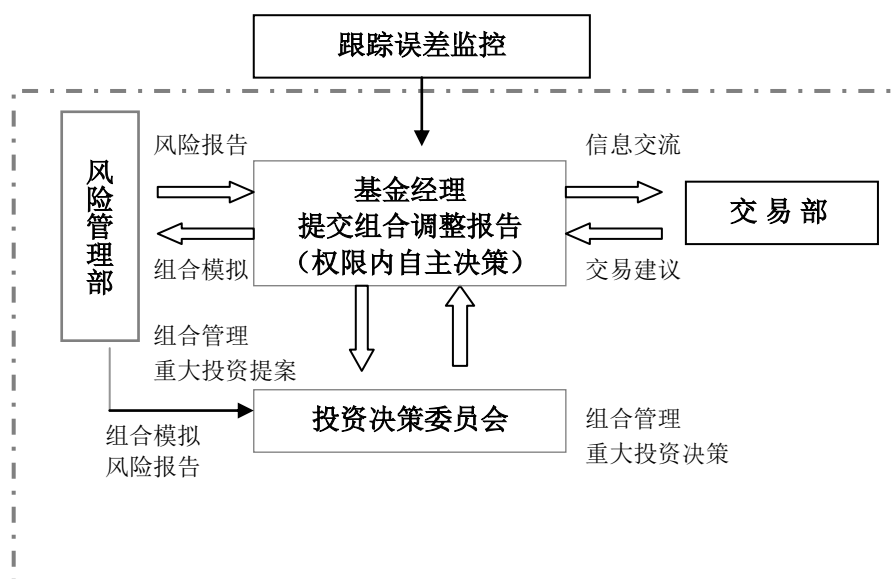 跟踪误差监控
风险管理部
风险报告
组合模拟
基金经理
提交组合调整报告
（权限内自主决策）
信息交流
交易建议
交 易 部
组合管理
重大投资提案
投资决策委员会
组合管理
重大投资决策
组合模拟
风险报告